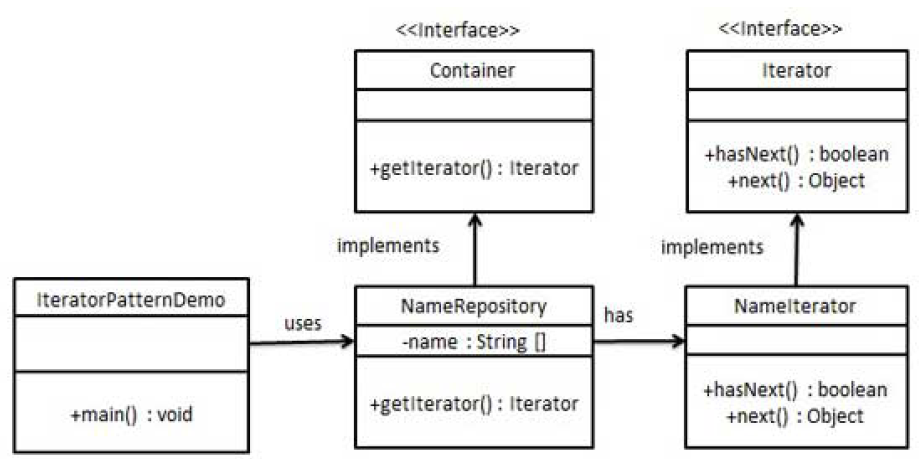 <<Interface>>
Container
+getIterator() : Iterator
<<Interface>>
Iterator
+hasNext() : boolean
+next() : Object
implements
implements
IteratorPatternDemo
+main() : void
uses
NameRepository
-name : String []
+getIterator() : Iterator
has
NameIterator
+hasNext() : boolean
+next() : Object